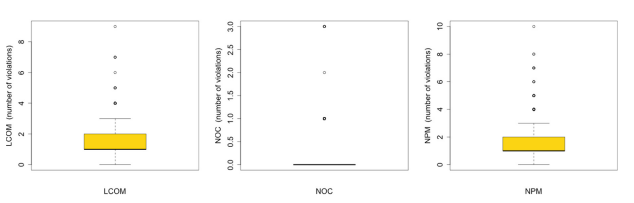 LCOM (number of violations)
0 2 4 6 8
LCOM
NOC (number of violations)
0.0 0.5 1.0 1.5 2.0 2.5 3.0
NOC
NPM (number of violations)
0 2 4 6 8 10
NPM